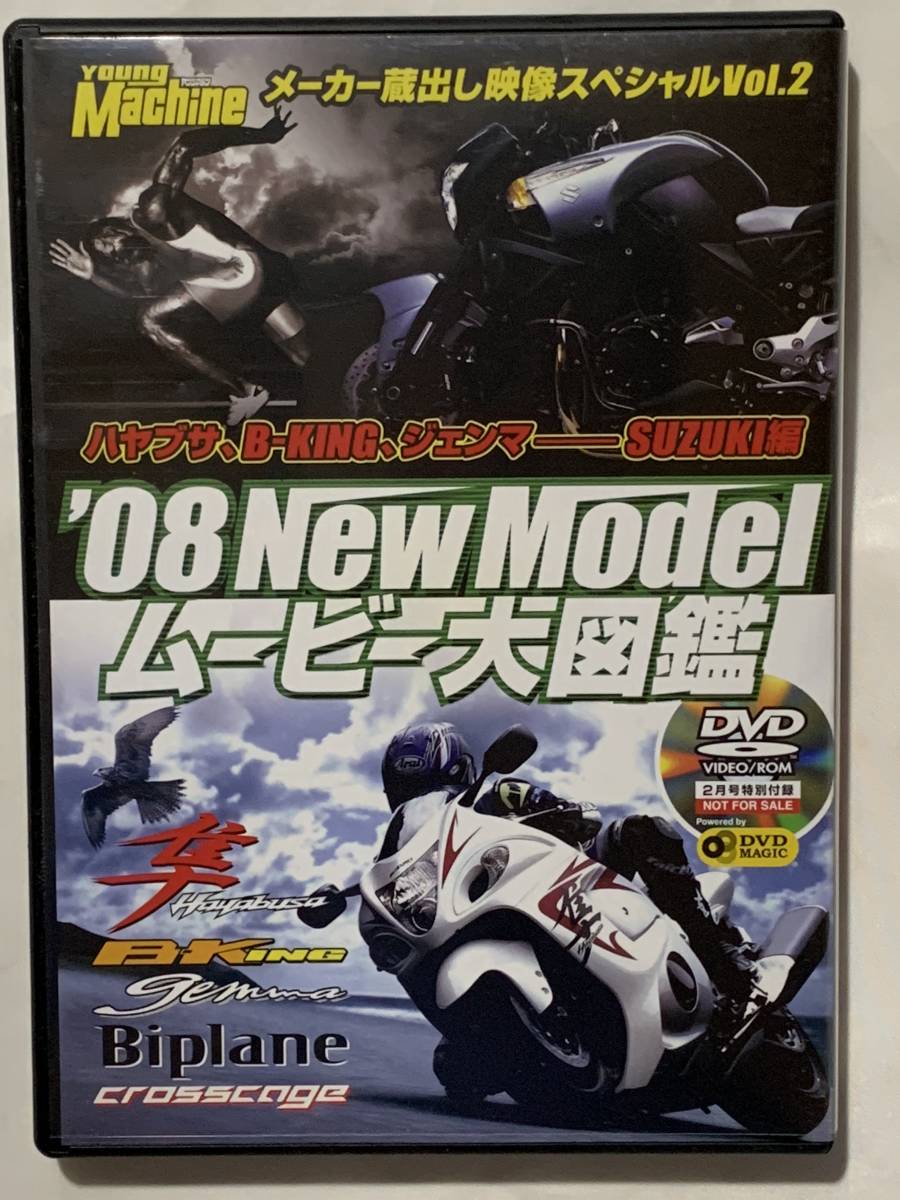 Young
Machine
メーカー蔵出し映像スペシャルVol.2
ハヤブサ、B-KING、ジェンマ――SUZUKI編
'08 New Model
ムービー大図鑑
DVD
VIDEO/ROM
2月号特別付録
NOT FOR SALE
Powered by
DVD
MAGIC
Arai
隼
Hayabusa
B-KING
gemma
Biplane
crosscage
隼